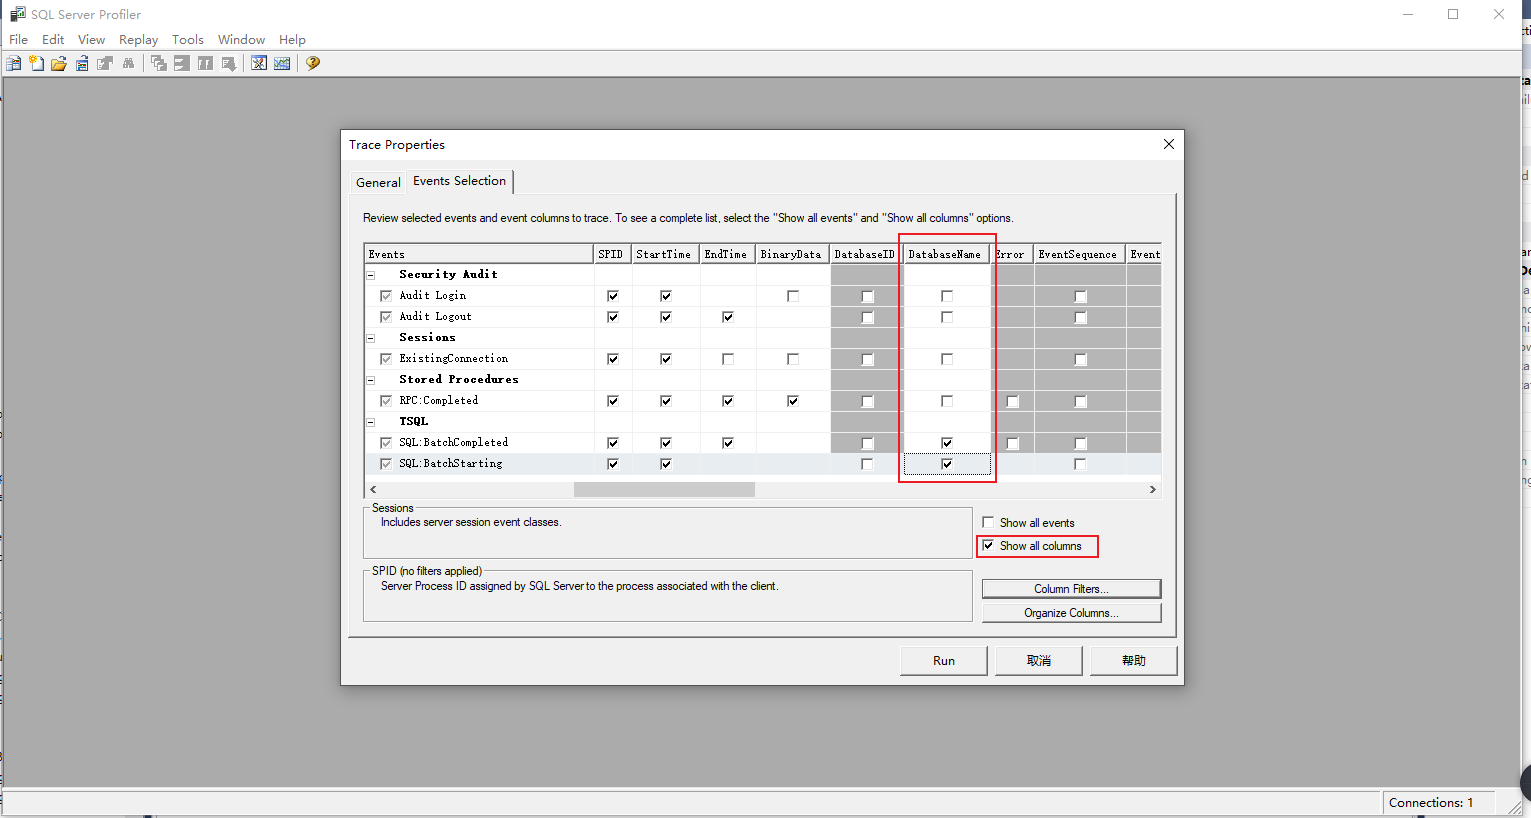 SQL Server Profiler
File Edit View Replay Tools Window Help
Trace Properties
General Events Selection
Review selected events and event columns to trace. To see a complete list, select the "Show all events" and "Show all columns" options.
Events SPID StartTime EndTime BinaryData DatabaseID DatabaseName Error EventSequence Event
Security Audit
Audit Login
Audit Logout
Sessions
ExistingConnection
Stored Procedures
RPC:Completed
TSQL
SQL:BatchCompleted
SQL:BatchStarting
Sessions
Includes server session event classes.
Show all events
Show all columns
SPID (no filters applied)
Server Process ID assigned by SQL Server to the process associated with the client.
Column Filters...
Organize Columns...
Run 取消 帮助
Connections: 1